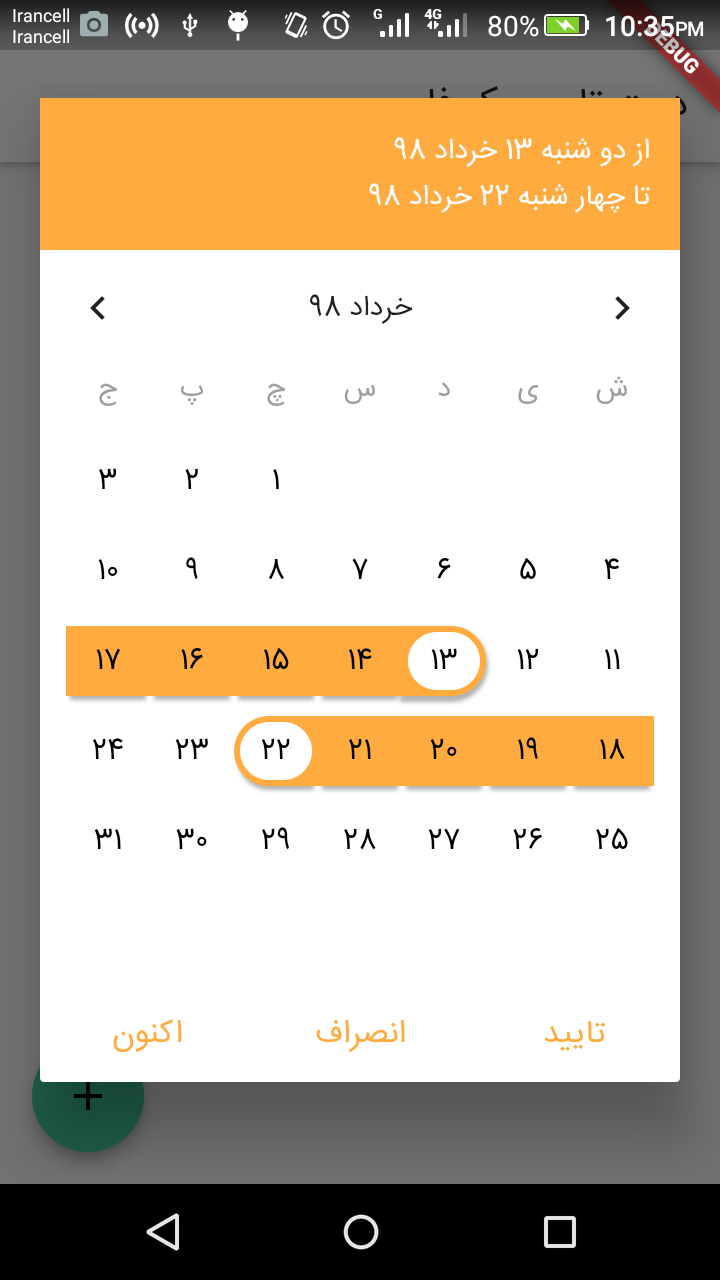 Irancell
Irancell
G
4G
80%
10:35PM
DEBUG
از دو شنبه ۱۳ خرداد ۹۸
تا چهار شنبه ۲۲ خرداد ۹۸
خرداد ۹۸
ش ی د س چ پ ج
۱ ۲ ۳
۴ ۵ ۶ ۷ ۸ ۹ ۱۰
۱۱ ۱۲ ۱۳ ۱۴ ۱۵ ۱۶ ۱۷
۱۸ ۱۹ ۲۰ ۲۱ ۲۲ ۲۳ ۲۴
۲۵ ۲۶ ۲۷ ۲۸ ۲۹ ۳۰ ۳۱
تایید انصراف اکنون